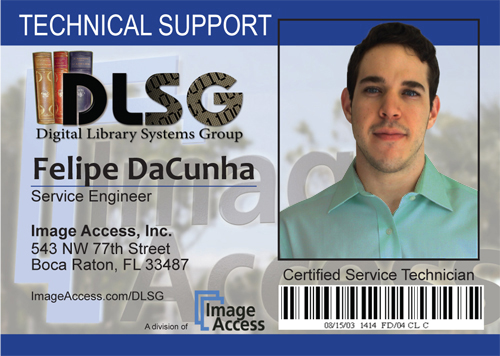 TECHNICAL SUPPORT
DLSG
Digital Library Systems Group
Felipe DaCunha
Service Engineer
Image Access, Inc.
543 NW 77th Street
Boca Raton, FL 33487
ImageAccess.com/DLSG
A division of
Image
Access
Certified Service Technician
08/15/03 1414 FD/04 CL C
Image
Access